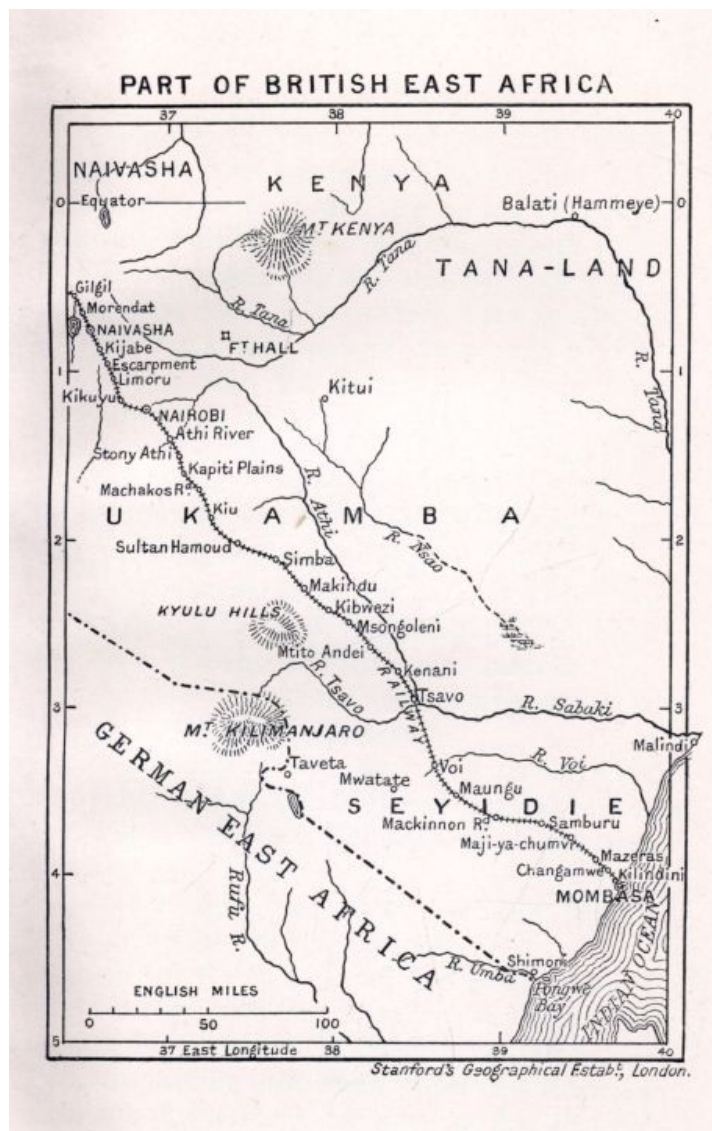 PART OF BRITISH EAST AFRICA
37
38
39
40
NAIVASHA
KENYA
0
Equator
0
Balati (Hammeye)
MT KENYA
R. Tana
TANA-LAND
Gilgil
Morendat
R. Tana
NAIVASHA
FT HALL
Kijabe
R. Tana
1
Escarpment
1
Limoru
Kikuyu
Kitui
NAIROBI
Athi River
Stony Athi
Kapiti Plains
R. Athi
Machakos Rd
Kiu
UKAMBA
2
Sultan Hamoud
R. Nsao
2
Simba
Makindu
Kibwezi
KYULU HILLS
Msongoleni
Mtito Andei
Kenani
R. Tsavo
RAILWAY
Tsavo
3
R. Sabaki
3
MT. KILIMANJARO
Malindi
GERMAN EAST AFRICA
Taveta
Voi
R. Voi
Mwatate
Maungu
SEYIDIE
Mackinnon Rd
Samburu
Maji-ya-chumvi
Mazeras
4
Changamwe
Kilindini
4
MOMBASA
Rufu R.
INDIAN OCEAN
Shimoni
R. Umba
Pongwe
Bay
ENGLISH MILES
0
50
100
5
5
37 East Longitude
38
39
40
Stanford's Geographical Estabt., London.